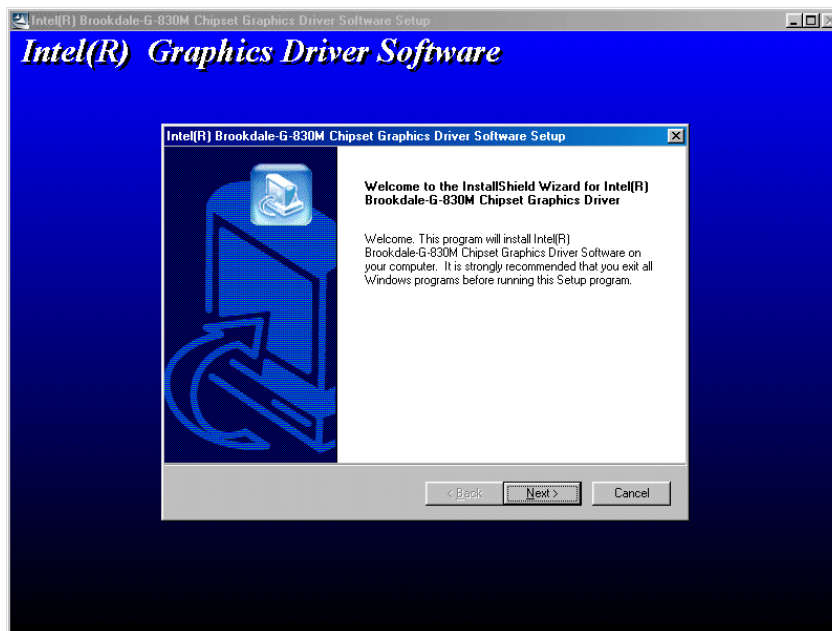 Intel(R) Brookdale-G-830M Chipset Graphics Driver Software Setup
Intel(R) Graphics Driver Software
Intel(R) Brookdale-G-830M Chipset Graphics Driver Software Setup
Welcome to the InstallShield Wizard for Intel(R)
Brookdale-G-830M Chipset Graphics Driver
Welcome. This program will install Intel(R)
Brookdale-G-830M Chipset Graphics Driver Software on
your computer. It is strongly recommended that you exit all
Windows programs before running this Setup program.
< Back Next > Cancel